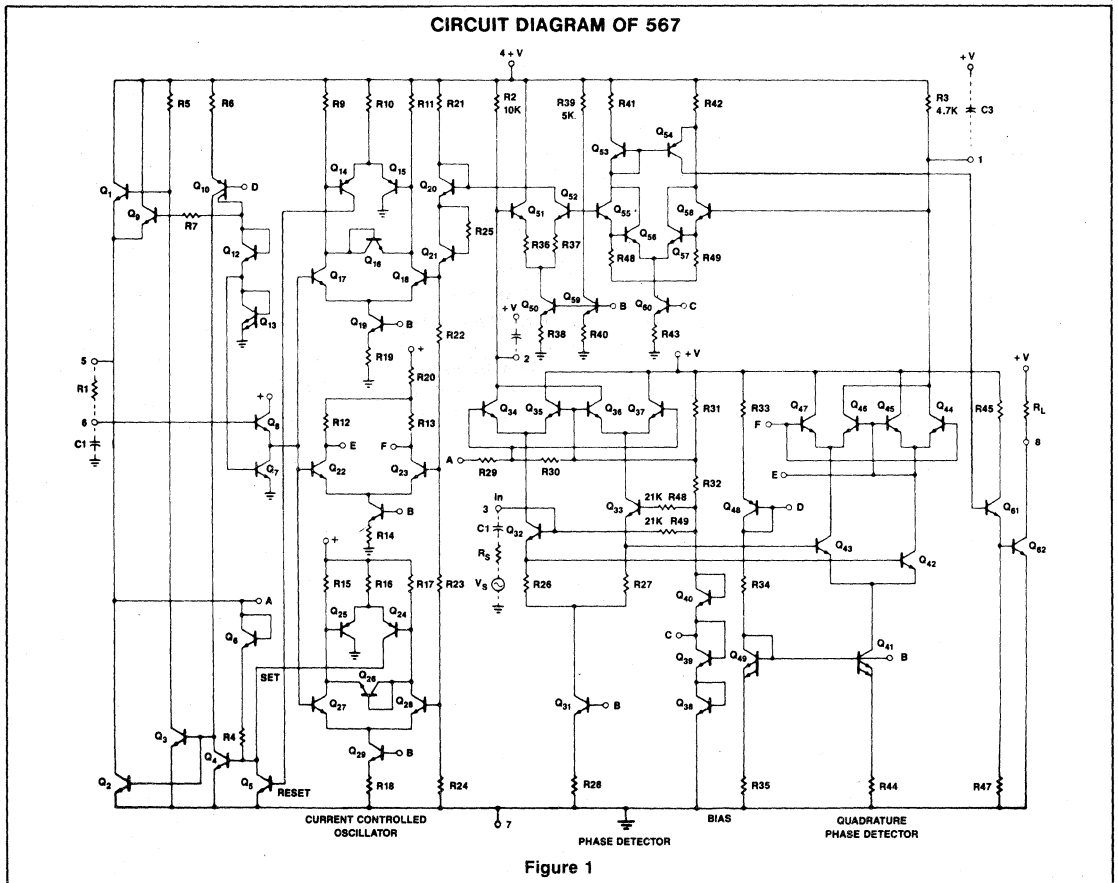 CIRCUIT DIAGRAM OF 567
4 +V
+V
R5 R6 R9 R10 R11 R21 R2 10K R39 5K R41 R42 R3 4.7K C3
1
Q53 Q54
Q1 Q10 D Q14 Q15 Q20 Q52
Q9 R7 Q51 Q55 Q58
Q12 Q16 R25 R36 R37 Q56 Q57
Q21 R48 R49
Q17 Q18
Q13 Q50 Q59 B Q60 C
Q19 B +V R38 R40 R43
R22
5 R19 + 2 +V +V
R1 R20
6 Q8 + R12 R13 Q34 Q35 Q36 Q37 R31 R33 Q47 Q46 Q45 Q44 R45 RL
C1 E F F 8
Q7 Q22 Q23 A R29 R30 E
R32
In
3 Q33 21K R48 Q48 D Q61
B C1 Q32 21K R49
R14 RS Q43 Q62
+ VS Q42
R15 R16 R17 R23 R26 R27 R34
A Q25 Q24 Q40
Q6 C Q41
SET Q39 Q49 B
Q26
Q27 Q28 Q31 B Q38
R4
Q3 Q4 Q29 B
Q2 Q5 R18 R24 R28 R35 R44 R47
RESET
CURRENT CONTROLLED OSCILLATOR
7
PHASE DETECTOR
BIAS
QUADRATURE PHASE DETECTOR
Figure 1